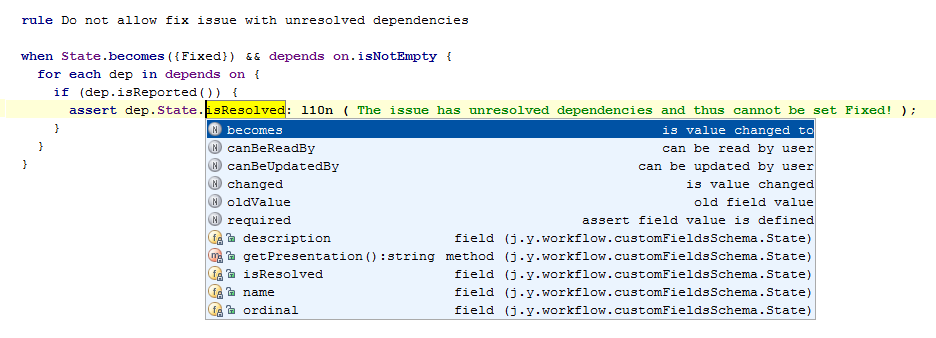 rule Do not allow fix issue with unresolved dependencies
when State.becomes({Fixed}) && depends on.isNotEmpty {
for each dep in depends on {
if (dep.isReported()) {
assert dep.State.isResolved: l10n ( The issue has unresolved dependencies and thus cannot be set Fixed! );
}
}
}
N becomes is value changed to
N canBeReadBy can be read by user
N canBeUpdatedBy can be updated by user
N changed is value changed
N oldValue old field value
N required assert field value is defined
f description field (j.y.workflow.customFieldsSchema.State)
m getPresentation():string method (j.y.workflow.customFieldsSchema.State)
f isResolved field (j.y.workflow.customFieldsSchema.State)
f name field (j.y.workflow.customFieldsSchema.State)
f ordinal field (j.y.workflow.customFieldsSchema.State)